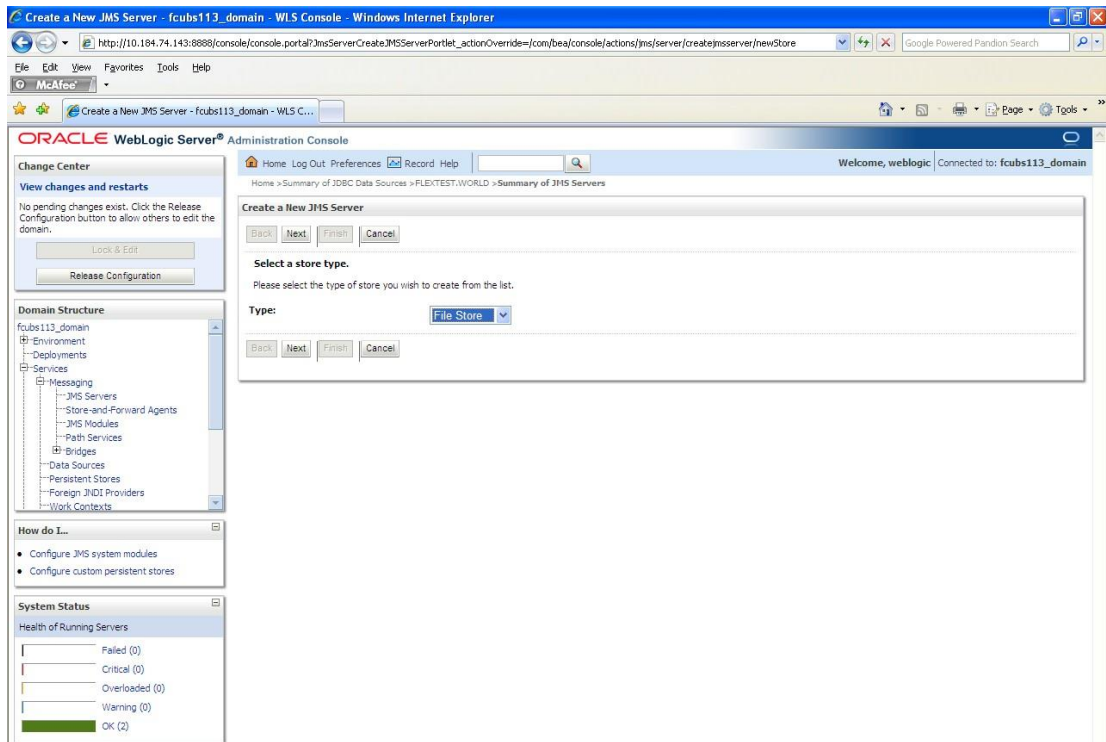 Create a New JMS Server - fcubs113_domain - WLS Console - Windows Internet Explorer
http://10.184.74.143:8888/console/console.portal?JmsServerCreateJMSServerPortlet_actionOverride=/com/bea/console/actions/jms/server/createjmsserver/newStore
Google Powered Pandion Search
File Edit View Favorites Tools Help
McAfee
Create a New JMS Server - fcubs113_domain - WLS C...
Page Tools
ORACLE WebLogic Server® Administration Console
Change Center
View changes and restarts
No pending changes exist. Click the Release
Configuration button to allow others to edit the
domain.
Lock & Edit
Release Configuration
Domain Structure
fcubs113_domain
Environment
Deployments
Services
Messaging
JMS Servers
Store-and-Forward Agents
JMS Modules
Path Services
Bridges
Data Sources
Persistent Stores
Foreign JNDI Providers
Work Contexts
How do I...
Configure JMS system modules
Configure custom persistent stores
System Status
Health of Running Servers
Failed (0)
Critical (0)
Overloaded (0)
Warning (0)
OK (2)
Home Log Out Preferences Record Help
Welcome, weblogic Connected to: fcubs113_domain
Home >Summary of JDBC Data Sources >FLEXTEST.WORLD >Summary of JMS Servers
Create a New JMS Server
Back Next Finish Cancel
Select a store type.
Please select the type of store you wish to create from the list.
Type: File Store
Back Next Finish Cancel